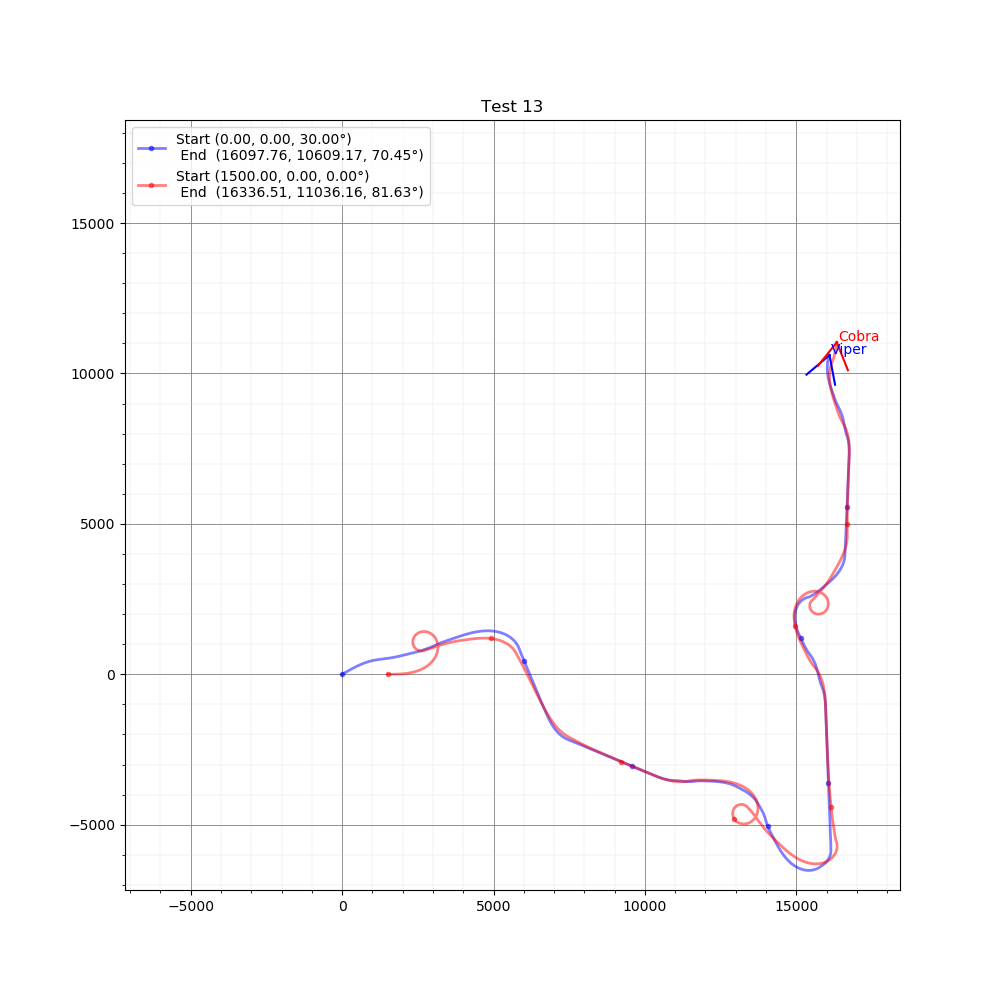 Test 13
Start (0.00, 0.00, 30.00°)
End  (16097.76, 10609.17, 70.45°)
Start (1500.00, 0.00, 0.00°)
End  (16336.51, 11036.16, 81.63°)
15000
10000
5000
0
−5000
Cobra
Viper
−5000
0
5000
10000
15000